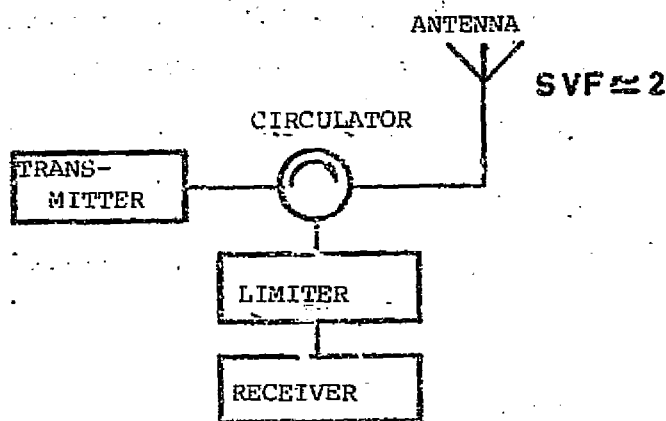 ANTENNA
SVF≃2
CIRCULATOR
TRANS-
MITTER
LIMITER
RECEIVER